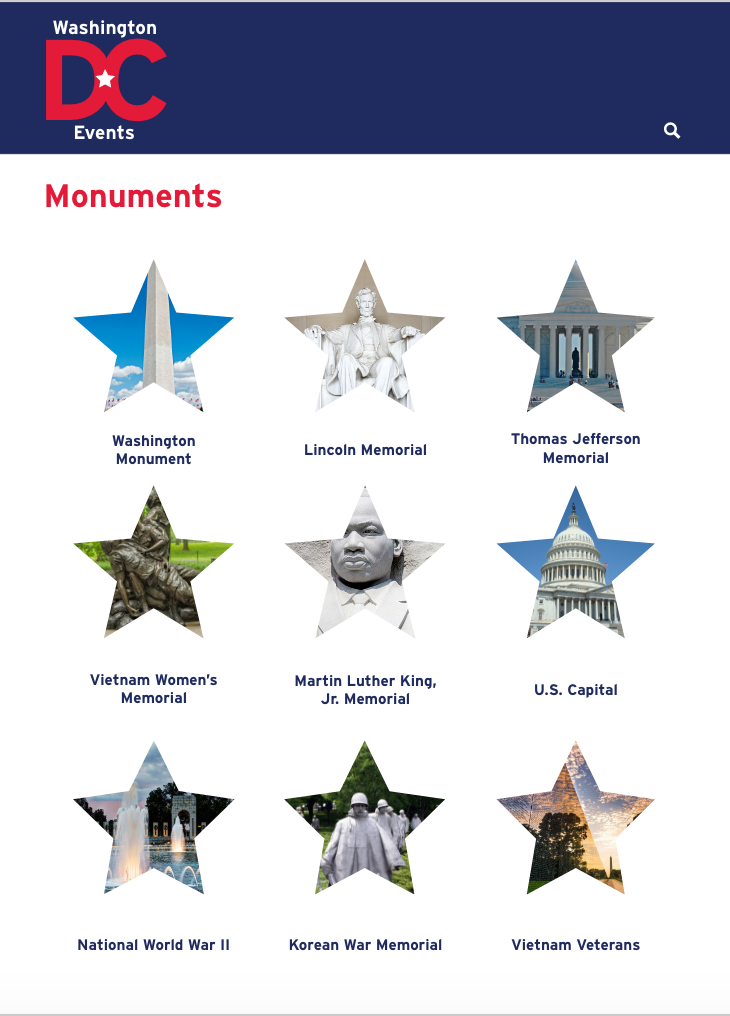 Washington
DC
Events
Monuments
Washington
Monument
Lincoln Memorial
Thomas Jefferson
Memorial
Vietnam Women's
Memorial
Martin Luther King,
Jr. Memorial
U.S. Capital
National World War II
Korean War Memorial
Vietnam Veterans